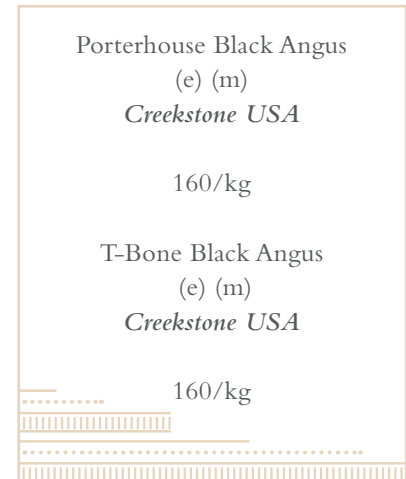 Porterhouse Black Angus
(e) (m)
Creekstone USA
160/kg
T-Bone Black Angus
(e) (m)
Creekstone USA
160/kg